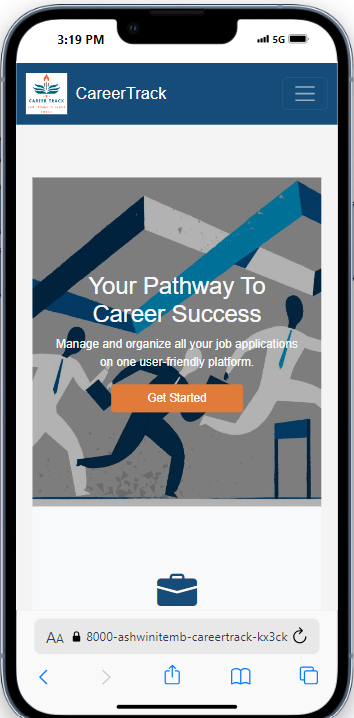 3:19 PM
5G
CAREER TRACK
CareerTrack
Your Pathway To
Career Success
Manage and organize all your job applications
on one user-friendly platform.
Get Started
AA
8000-ashwinitemb-careertrack-kx3ck